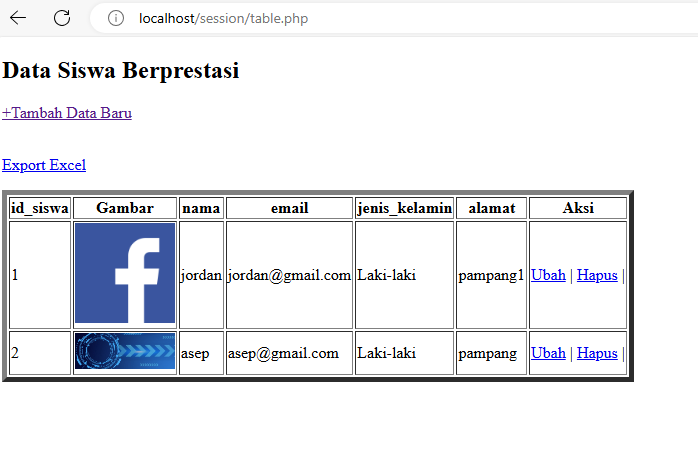 localhost/session/table.php
Data Siswa Berprestasi
+Tambah Data Baru
Export Excel
id_siswa Gambar nama email jenis_kelamin alamat Aksi
1 f jordan jordan@gmail.com Laki-laki pampang1 Ubah | Hapus |
2 asep asep@gmail.com Laki-laki pampang Ubah | Hapus |